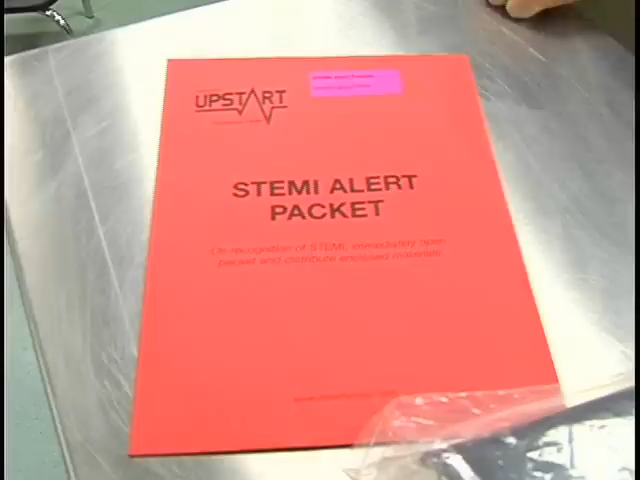 UPSTART
STEMI ALERT
PACKET
On recognition of STEMI, immediately open
packet and distribute enclosed materials.